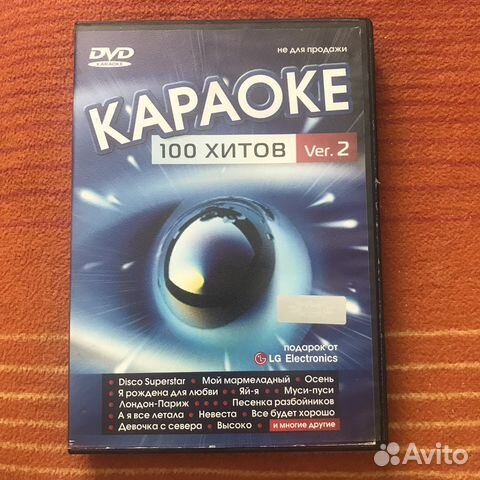 DVD
KARAOKE
не для продажи
КАРАОКЕ
100 ХИТОВ Ver. 2
подарок от
LG Electronics
Disco Superstar • Мой мармеладный • Осень
Я рождена для любви • Яй-я • Муси-пуси
Лондон-Париж • Песенка разбойников
А я все летала • Невеста • Все будет хорошо
Девочка с севера • Высоко • и многие другие
Avito